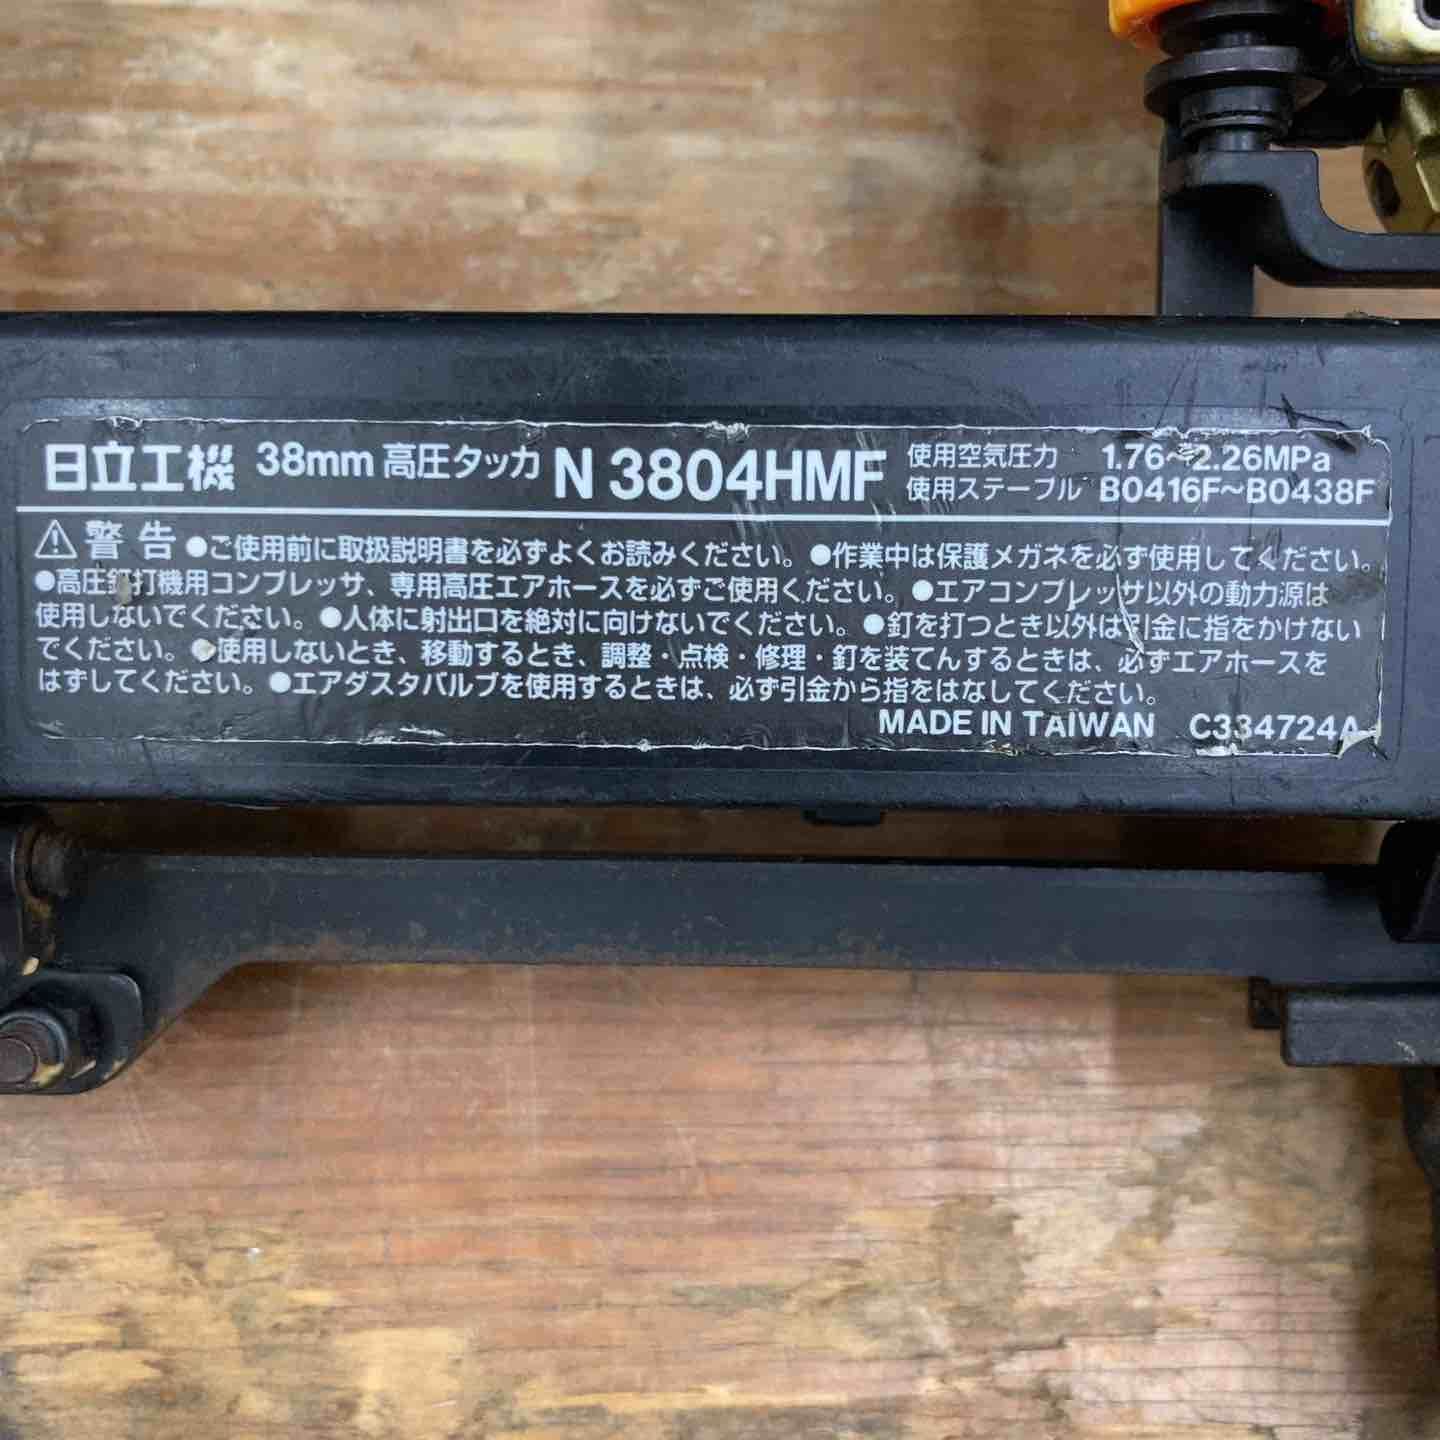 日立工機 38mm 高圧タッカ N 3804HMF 使用空気圧力 1.76~2.26MPa
使用ステープル B0416F~B0438F
⚠警告 ●ご使用前に取扱説明書を必ずよくお読みください。●作業中は保護メガネを必ず使用してください。
●高圧釘打機用コンプレッサ、専用高圧エアホースを必ずご使用ください。●エアコンプレッサ以外の動力源は
使用しないでください。●人体に射出口を絶対に向けないでください。●釘を打つとき以外は引金に指をかけない
でください。●使用しないとき、移動するとき、調整・点検・修理・釘を装てんするときは、必ずエアホースを
はずしてください。●エアダスタバルブを使用するときは、必ず引金から指をはなしてください。
MADE IN TAIWAN C334724A